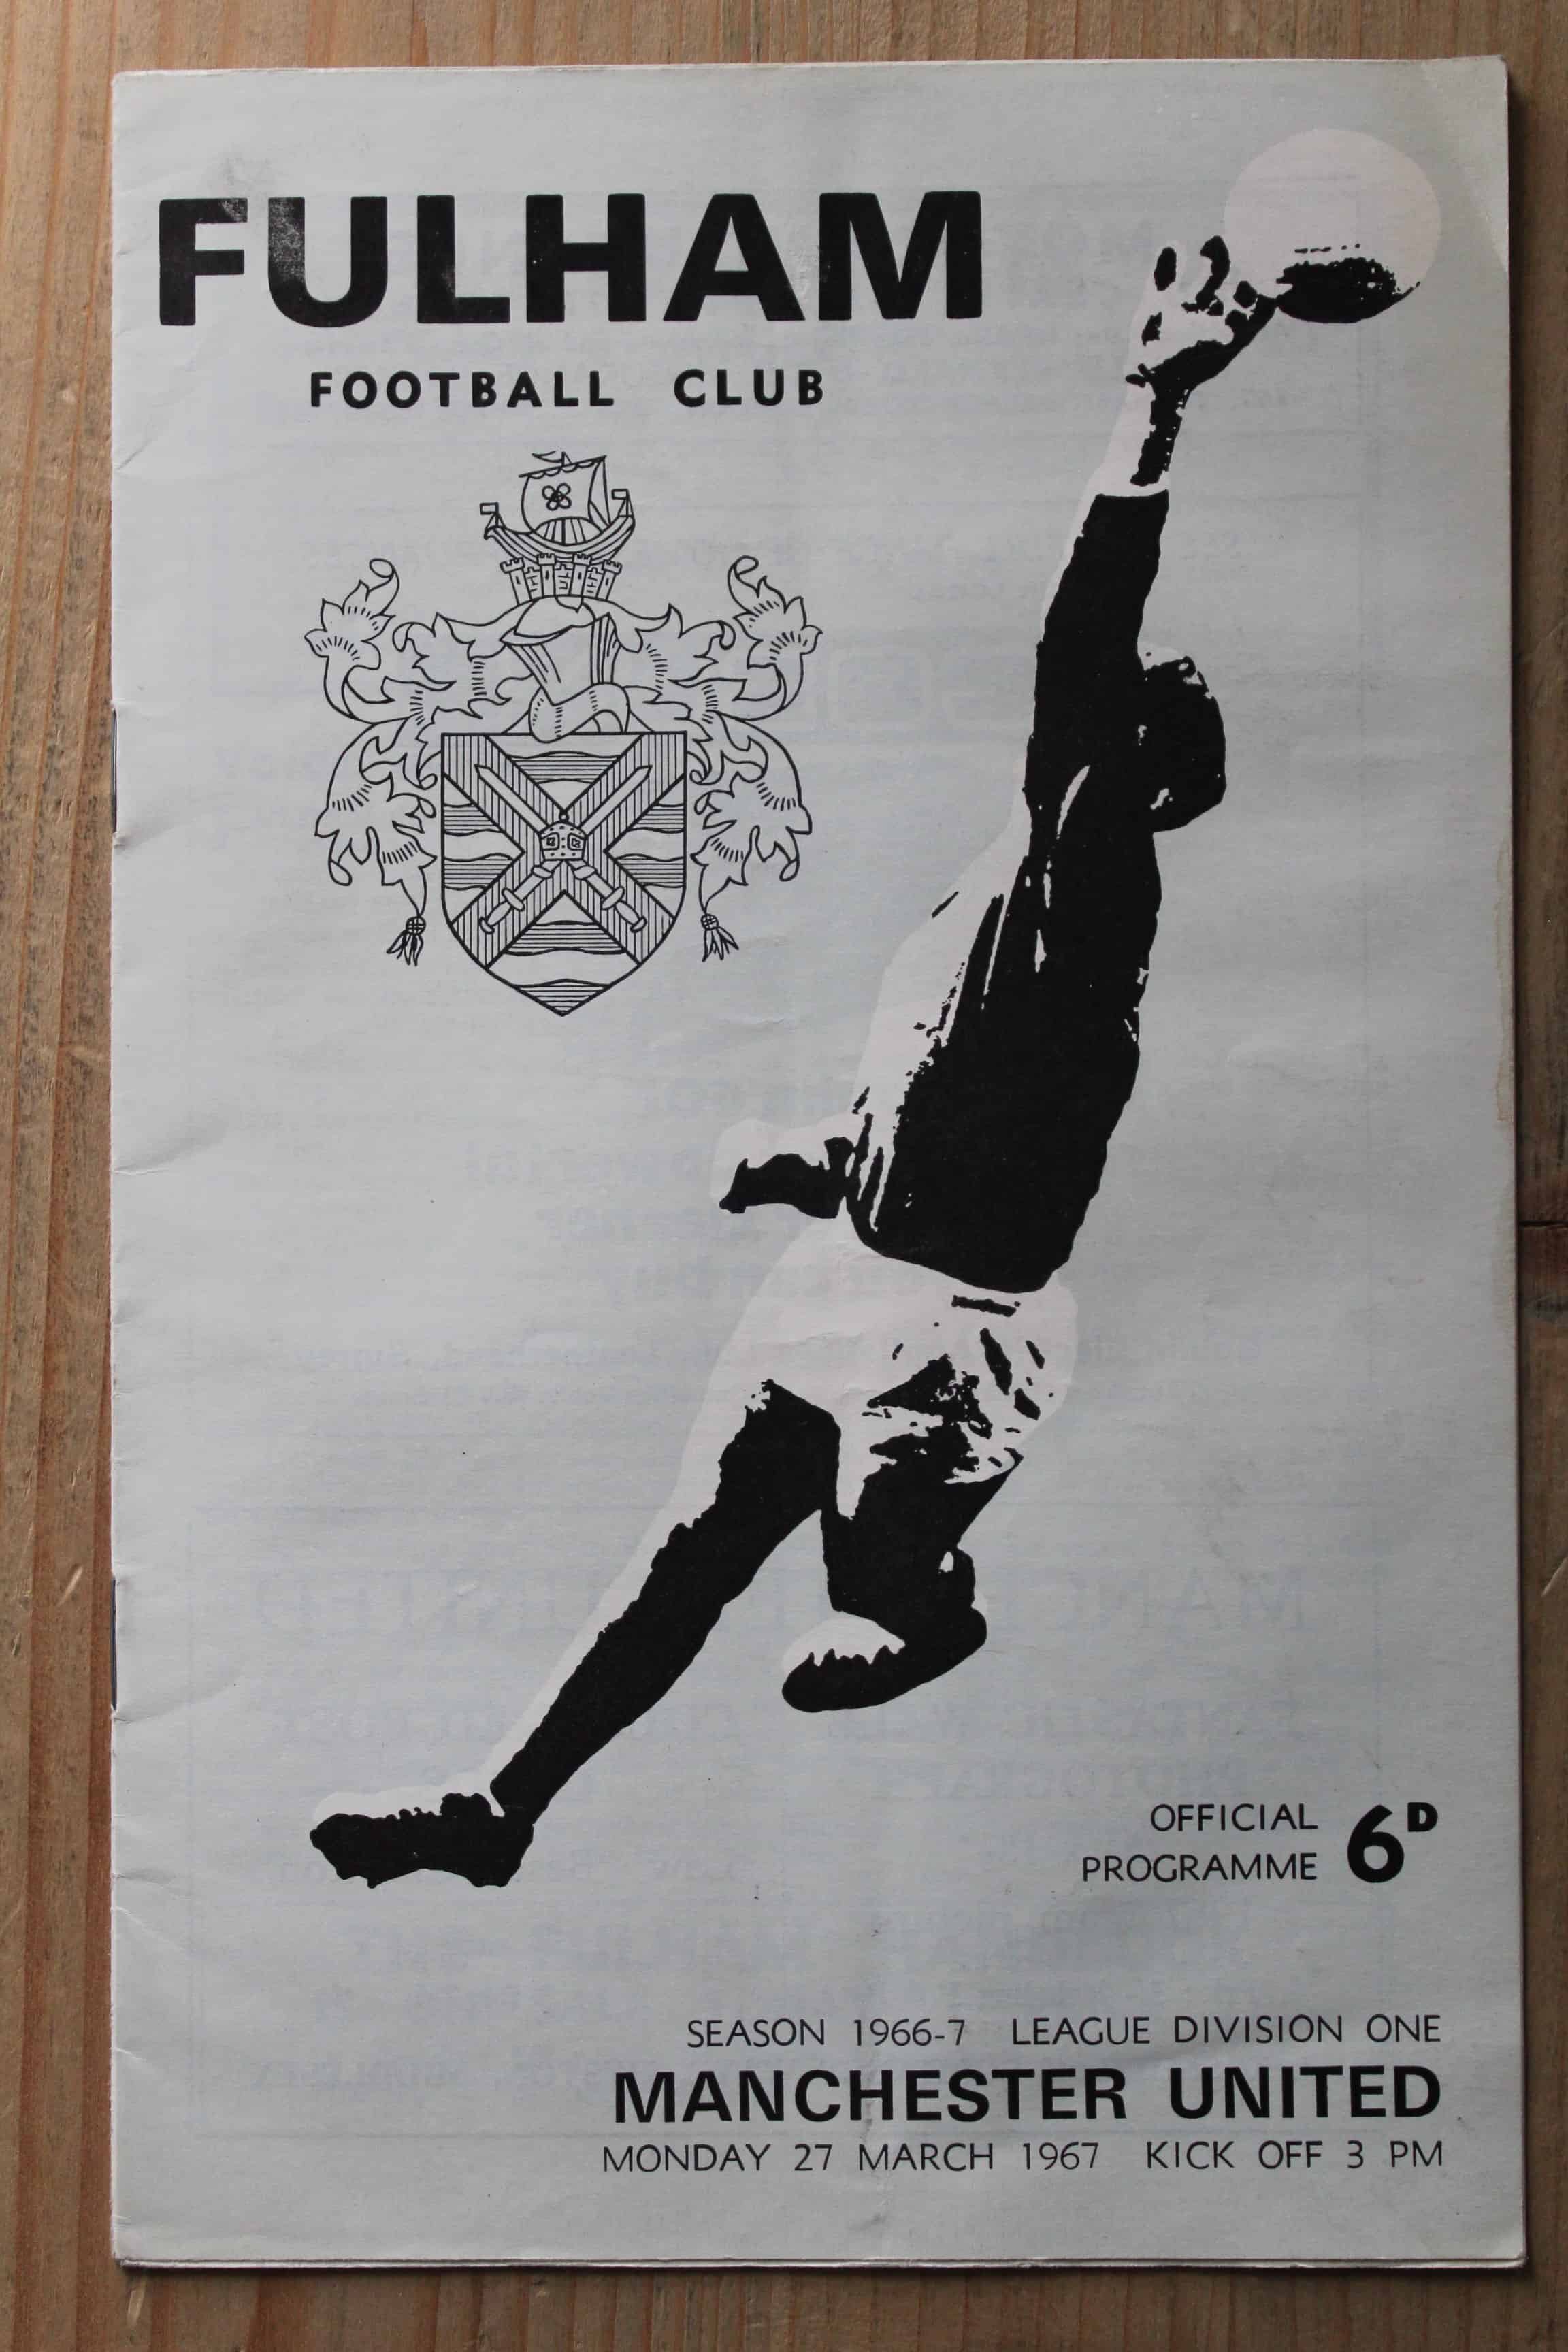 FULHAM
FOOTBALL CLUB
OFFICIAL
PROGRAMME 6D
SEASON 1966-7 LEAGUE DIVISION ONE
MANCHESTER UNITED
MONDAY 27 MARCH 1967 KICK OFF 3 PM